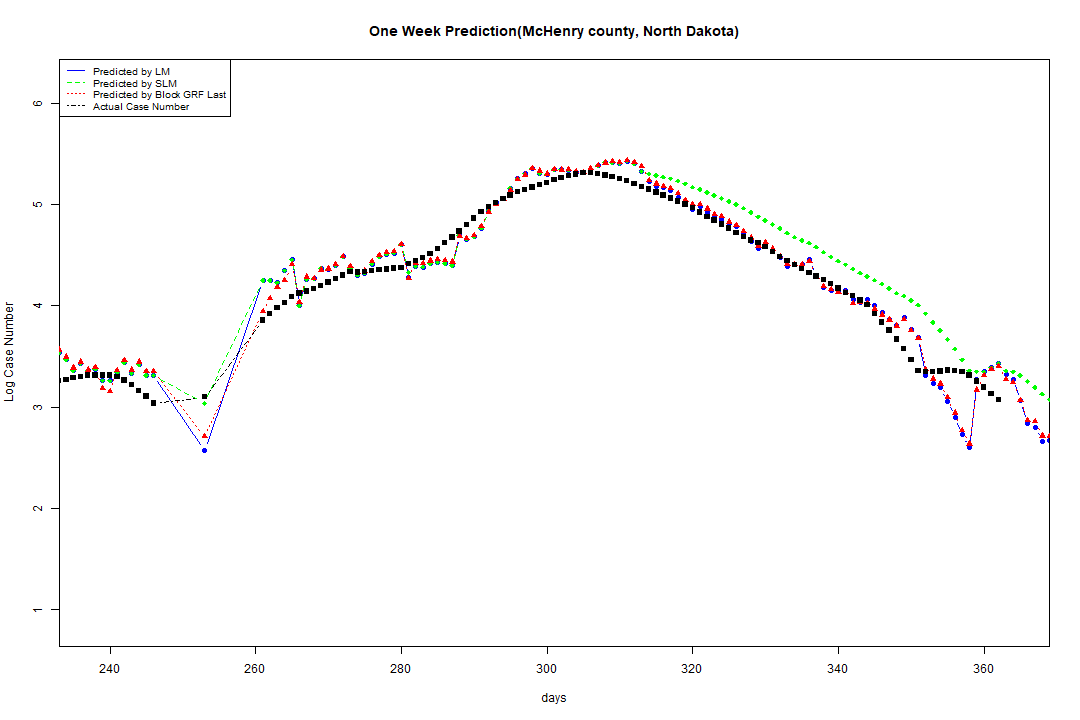 One Week Prediction(McHenry county, North Dakota)
Predicted by LM
Predicted by SLM
Predicted by Block GRF Last
Actual Case Number
6
5
4
3
2
1
Log Case Number
240 260 280 300 320 340 360
days